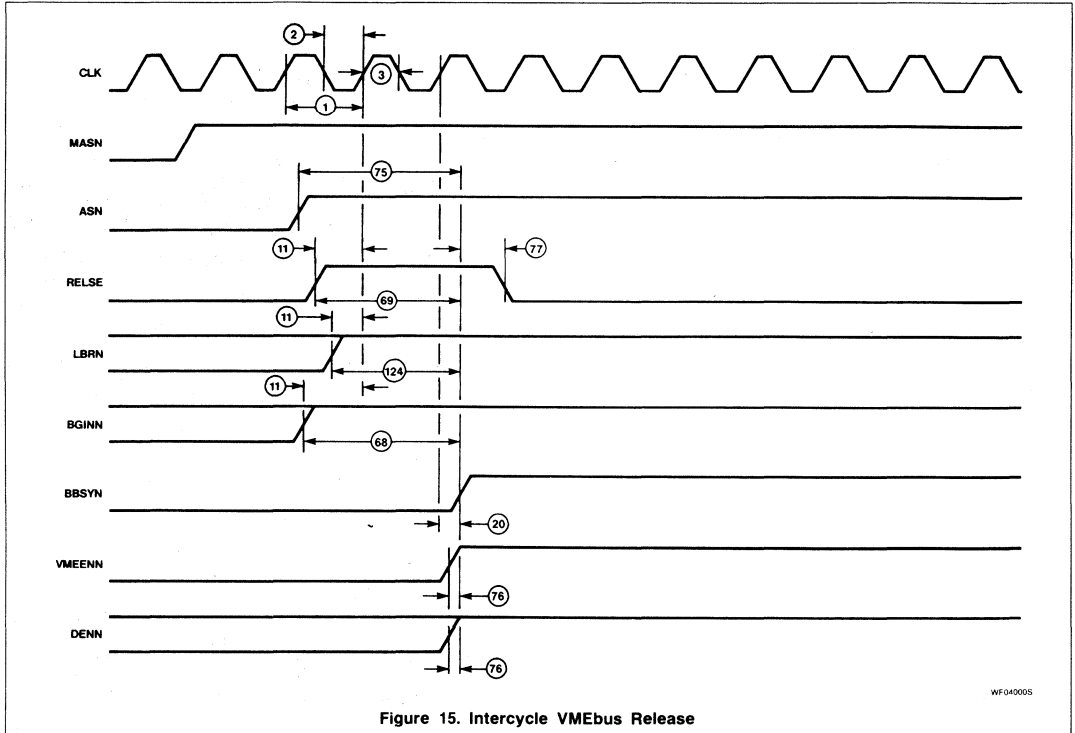 2
CLK
3
1
MASN
75
ASN
11
77
RELSE
69
11
LBRN
124
11
BGINN
68
BBSYN
20
VMEENN
76
DENN
76
WF04000S
Figure 15. Intercycle VMEbus Release